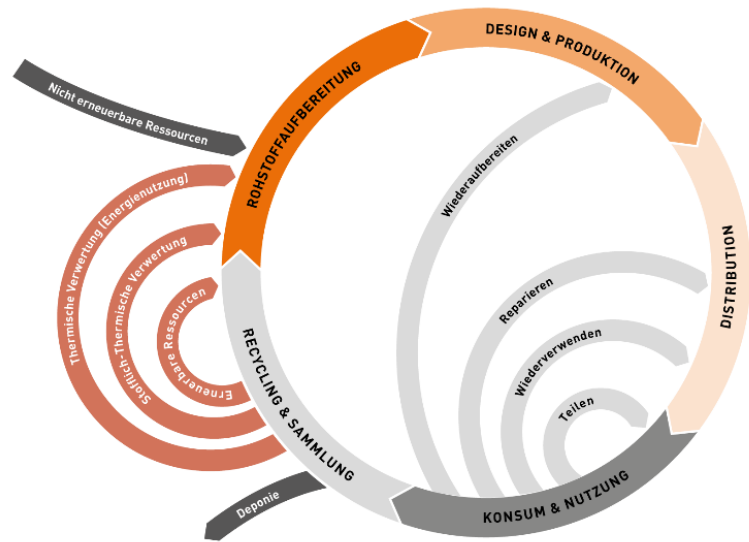 DESIGN & PRODUKTION
Nicht erneuerbare Ressourcen
ROHSTOFFAUFBEREITUNG
Wiederaufbereiten
Thermische Verwertung (Energienutzung)
Stofflich-Thermische Verwertung
Erneuerbare Ressourcen
DISTRIBUTION
Reparieren
Wiederverwenden
Teilen
RECYCLING & SAMMLUNG
KONSUM & NUTZUNG
Deponie